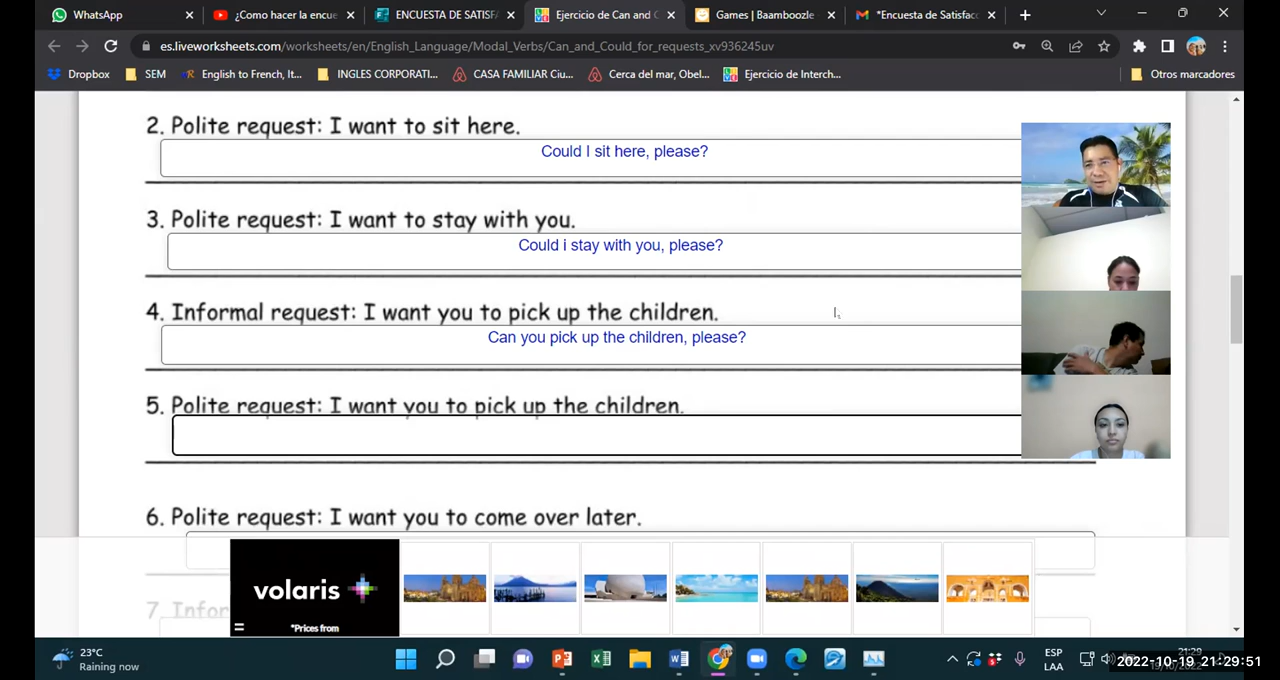 WhatsApp
¿Como hacer la encue
ENCUESTA DE SATISFA
Ejercicio de Can and C
Games | Baamboozle
*Encuesta de Satisfacc
es.liveworksheets.com/worksheets/en/English_Language/Modal_Verbs/Can_and_Could_for_requests_xv936245uv
Dropbox
SEM
English to French, It...
INGLES CORPORATI...
CASA FAMILIAR Ciu...
Cerca del mar, Obel...
Ejercicio de Interch...
Otros marcadores
2. Polite request: I want to sit here.
Could I sit here, please?
3. Polite request: I want to stay with you.
Could i stay with you, please?
4. Informal request: I want you to pick up the children.
Can you pick up the children, please?
5. Polite request: I want you to pick up the children.
6. Polite request: I want you to come over later.
7. Infor
volaris
*Prices from
23°C
Raining now
ESP
LAA
21:29
2022-10-19, 21:29:51